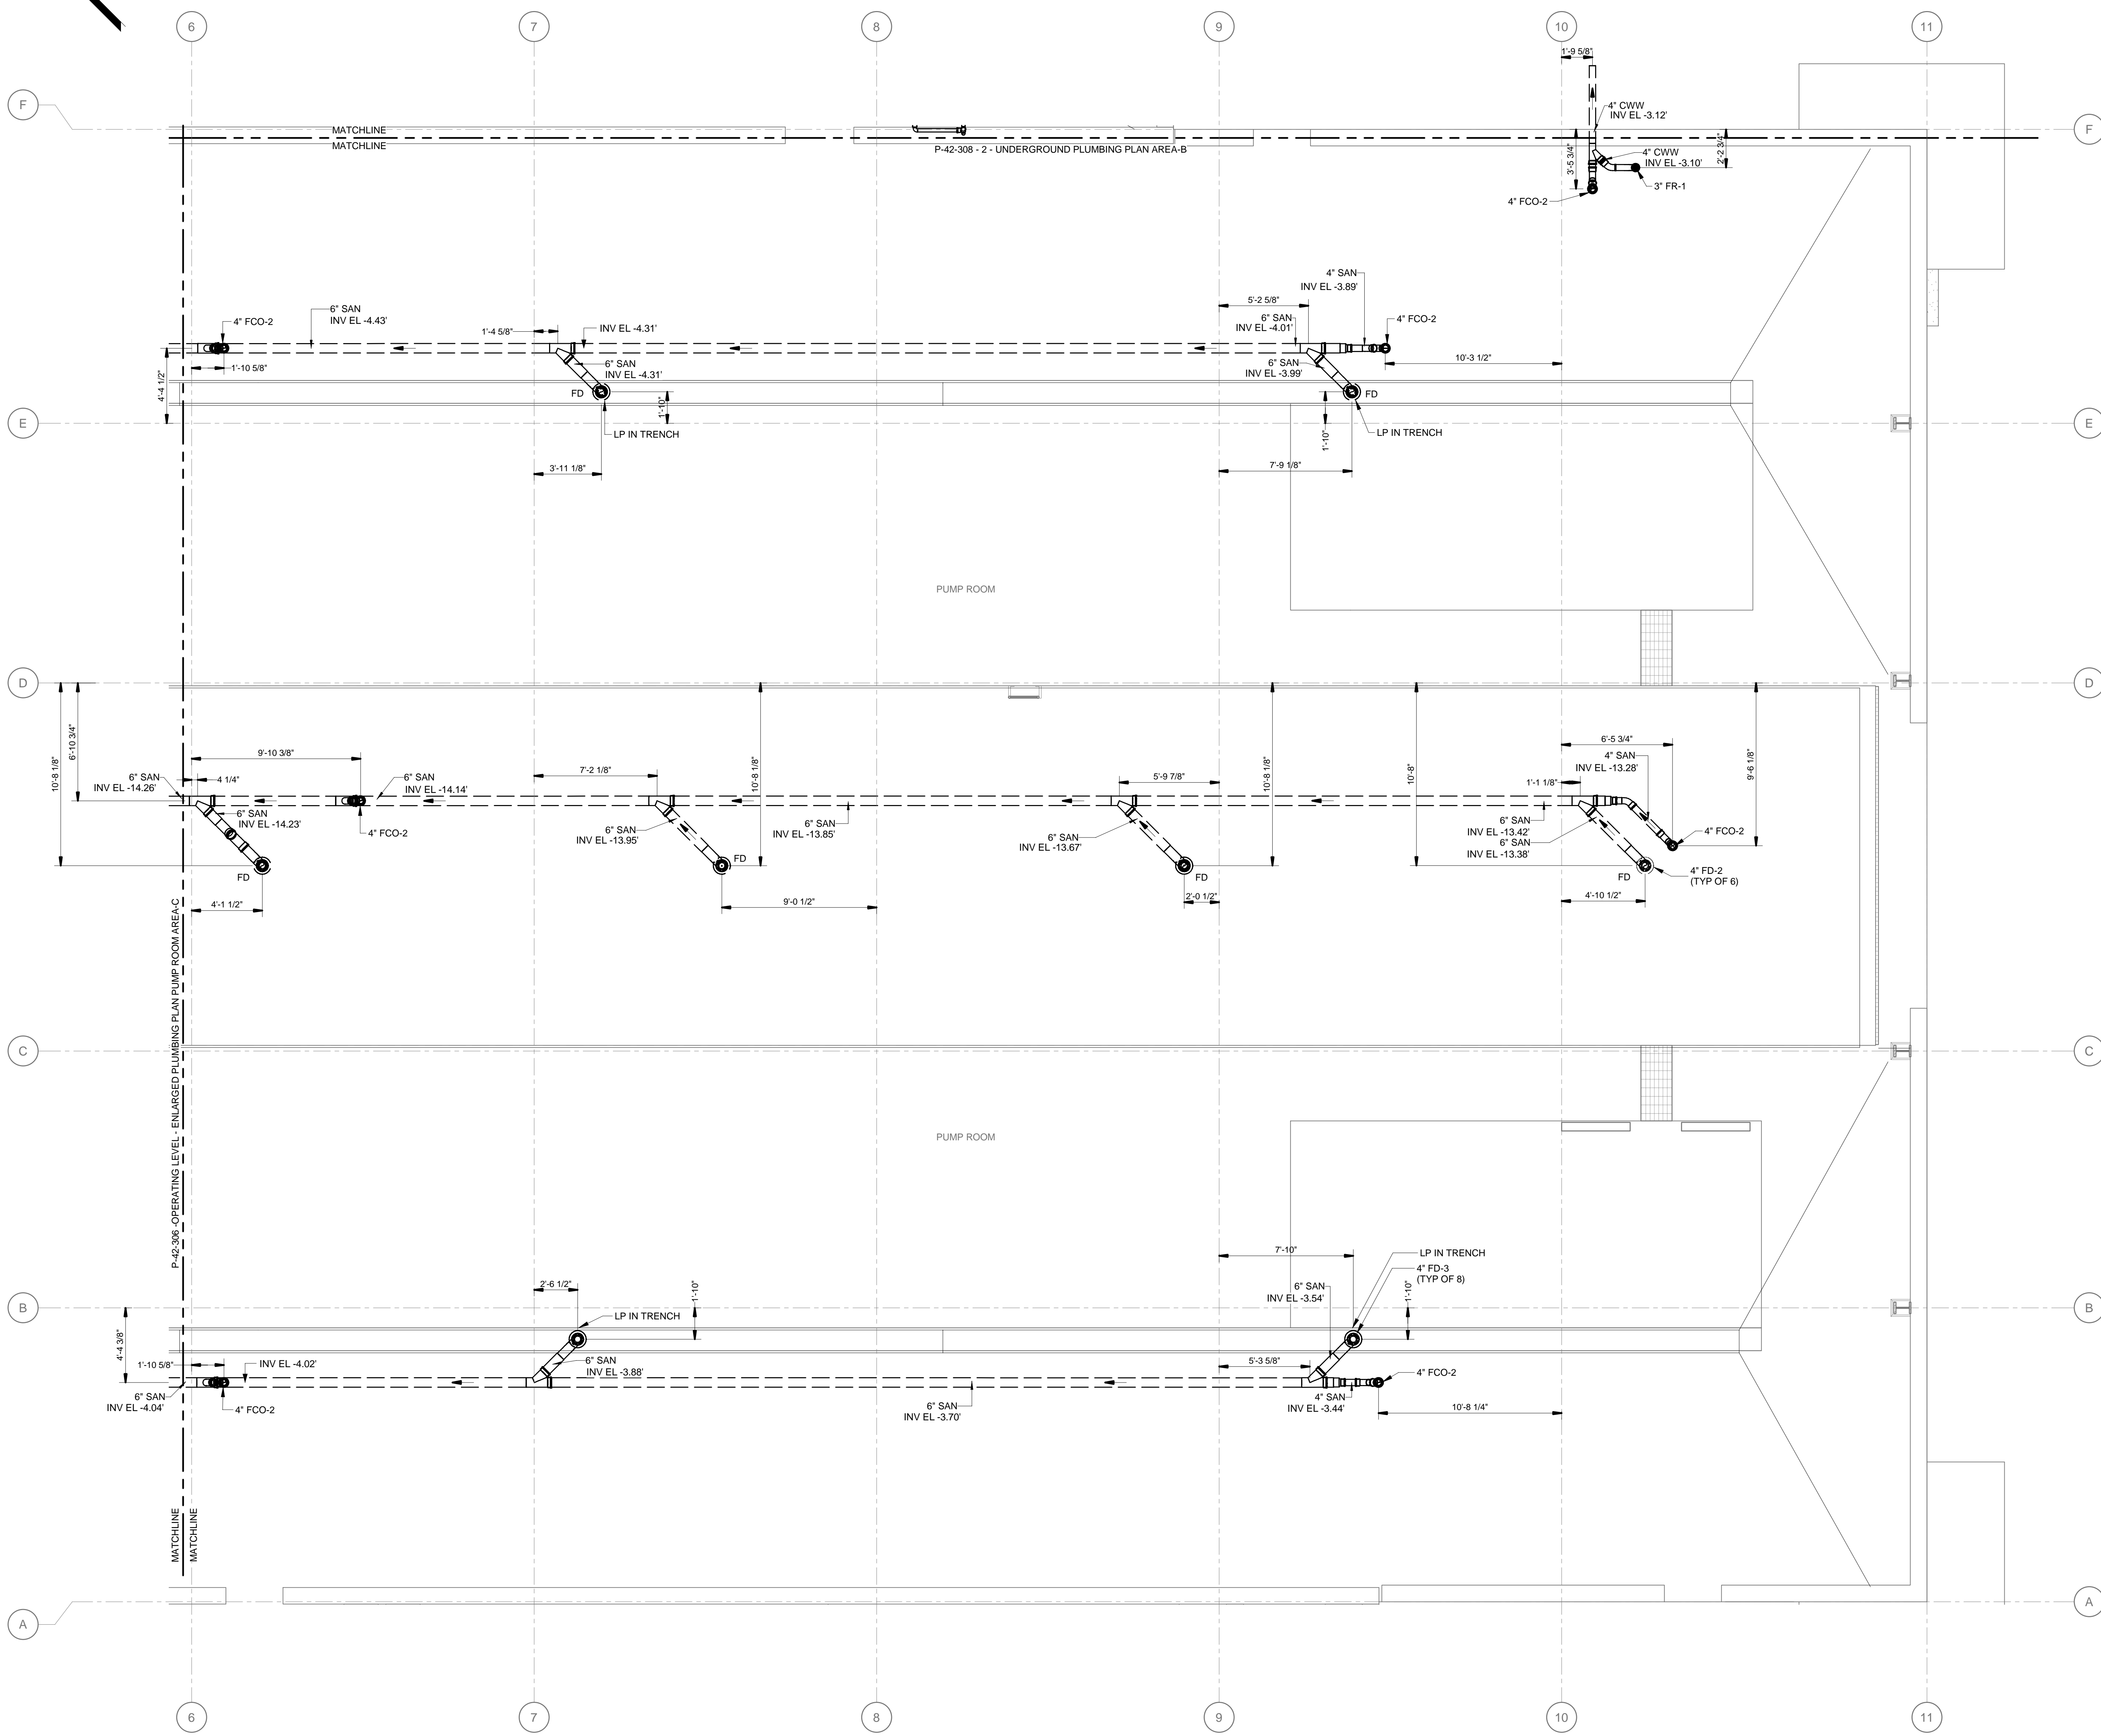 6
7
8
9
10
11
1'-9 5/8"
F
F
MATCHLINE
MATCHLINE
P-42-308 - 2 - UNDERGROUND PLUMBING PLAN AREA-B
4" CWW
INV EL -3.12'
3'-5 3/4"
2'-2 3/4"
4" CWW
INV EL -3.10'
3" FR-1
4" FCO-2
4" SAN
INV EL -3.89'
5'-2 5/8"
6" SAN
INV EL -4.43'
4" FCO-2
1'-4 5/8"
INV EL -4.31'
6" SAN
INV EL -4.01'
4" FCO-2
1'-10 5/8"
4'-4 1/2"
6" SAN
INV EL -4.31'
6" SAN
INV EL -3.99'
10'-3 1/2"
FD
1'-10"
FD
1'-10"
E
E
LP IN TRENCH
LP IN TRENCH
3'-11 1/8"
7'-9 1/8"
PUMP ROOM
D
D
10'-8 1/8"
6'-10 3/4"
9'-10 3/8"
6" SAN
INV EL -14.26'
4 1/4"
6" SAN
INV EL -14.14'
6" SAN
INV EL -14.23'
4" FCO-2
7'-2 1/8"
10'-8 1/8"
6" SAN
INV EL -13.95'
6" SAN
INV EL -13.85'
5'-9 7/8"
10'-8 1/8"
6" SAN
INV EL -13.67'
10'-8"
6'-5 3/4"
4" SAN
INV EL -13.28'
1'-1 1/8"
9'-6 1/8"
6" SAN
INV EL -13.42'
6" SAN
INV EL -13.38'
4" FCO-2
FD
FD
FD
FD
4" FD-2
(TYP OF 6)
4'-1 1/2"
9'-0 1/2"
2'-0 1/2"
4'-10 1/2"
P-42-306 -OPERATING LEVEL - ENLARGED PLUMBING PLAN PUMP ROOM AREA-C
C
C
PUMP ROOM
7'-10"
LP IN TRENCH
4" FD-3
(TYP OF 8)
2'-6 1/2"
1'-10"
6" SAN
INV EL -3.54'
1'-10"
B
B
LP IN TRENCH
4'-4 3/8"
1'-10 5/8"
INV EL -4.02'
6" SAN
INV EL -3.88'
5'-3 5/8"
4" FCO-2
6" SAN
INV EL -4.04'
4" FCO-2
6" SAN
INV EL -3.70'
4" SAN
INV EL -3.44'
10'-8 1/4"
MATCHLINE
MATCHLINE
A
A
6
7
8
9
10
11